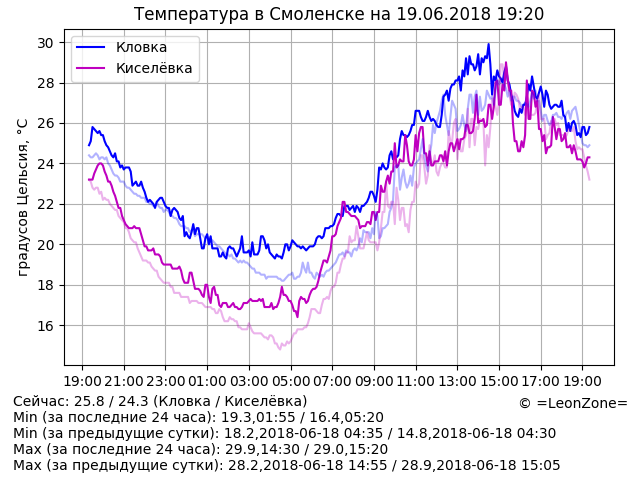 Температура в Смоленске на 19.06.2018 19:20
Кловка
Киселёвка
градусов Цельсия, °C
30
28
26
24
22
20
18
16
19:00 21:00 23:00 01:00 03:00 05:00 07:00 09:00 11:00 13:00 15:00 17:00 19:00
Сейчас: 25.8 / 24.3 (Кловка / Киселёвка)
© =LeonZone=
Min (за последние 24 часа): 19.3,01:55 / 16.4,05:20
Min (за предыдущие сутки): 18.2,2018-06-18 04:35 / 14.8,2018-06-18 04:30
Max (за последние 24 часа): 29.9,14:30 / 29.0,15:20
Max (за предыдущие сутки): 28.2,2018-06-18 14:55 / 28.9,2018-06-18 15:05